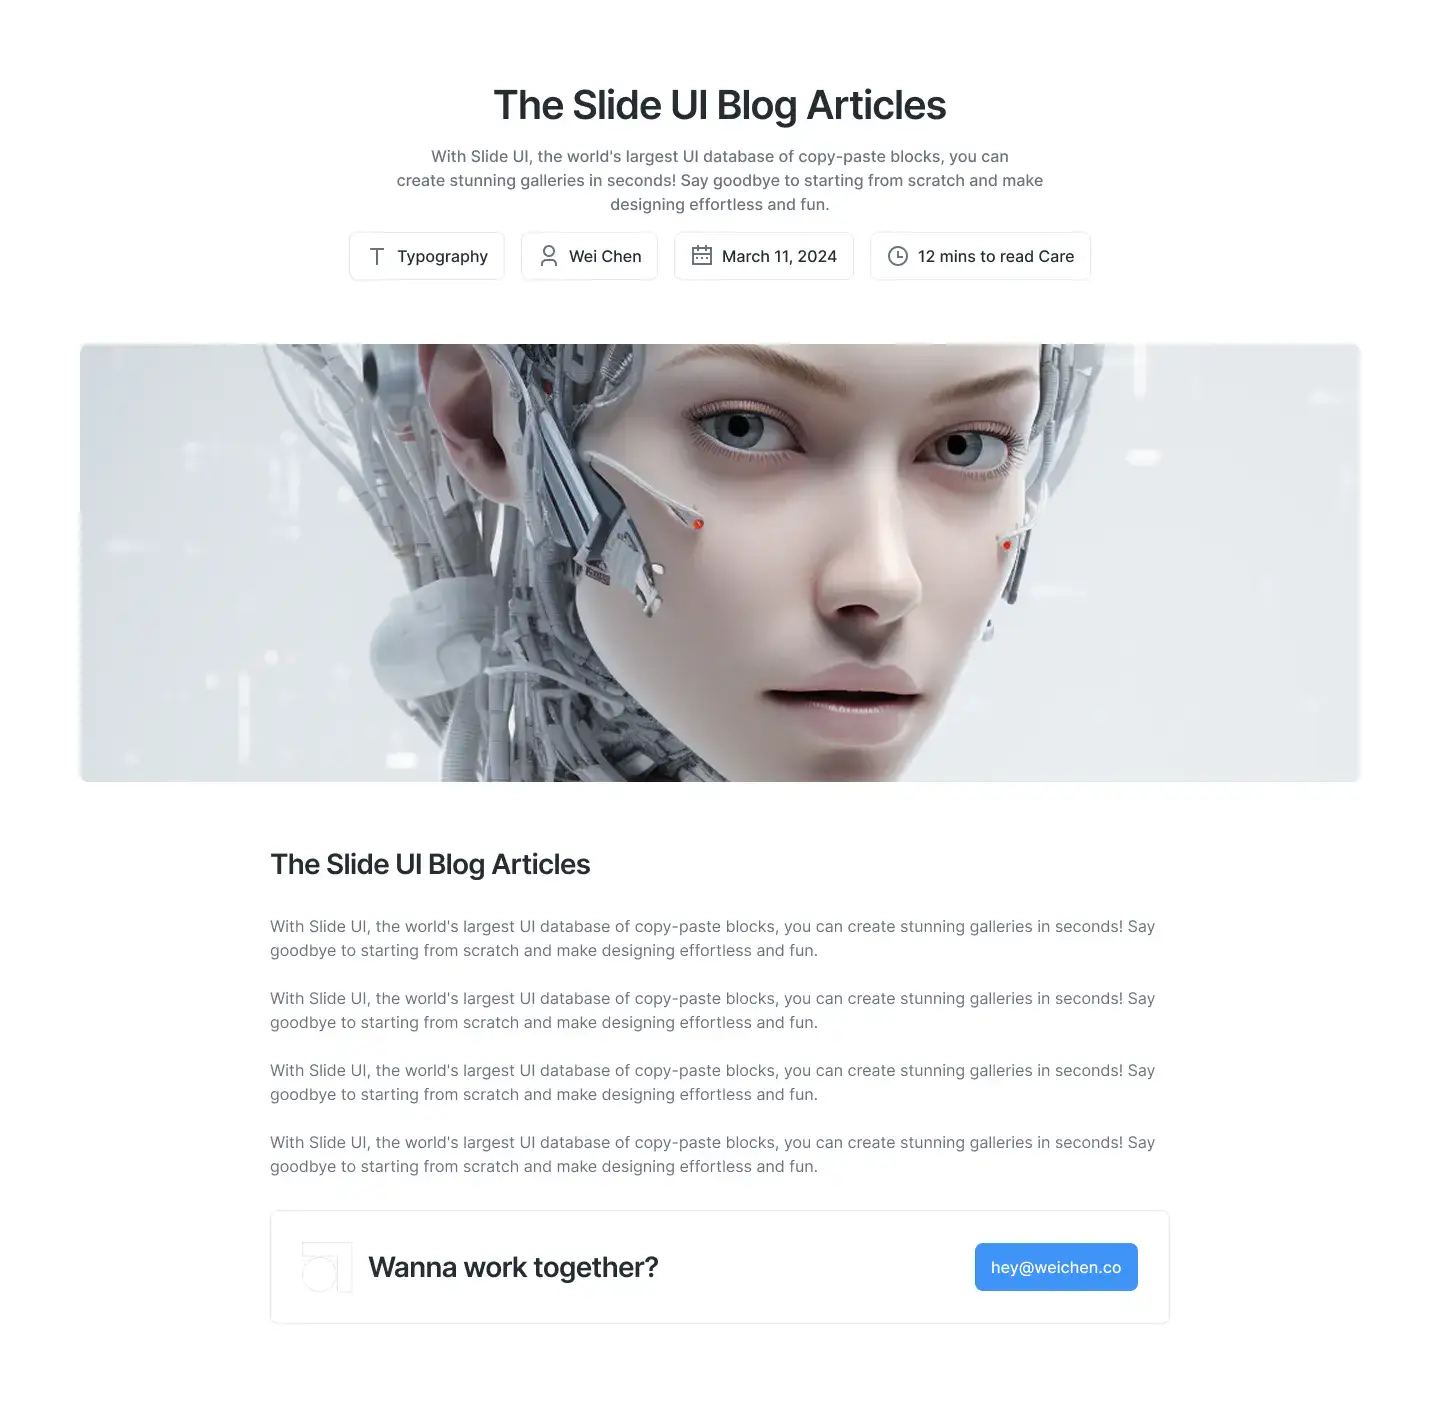 The Slide UI Blog Articles
With Slide UI, the world's largest UI database of copy-paste blocks, you can
create stunning galleries in seconds! Say goodbye to starting from scratch and make
designing effortless and fun.
Typography
Wei Chen
March 11, 2024
12 mins to read Care
The Slide UI Blog Articles
With Slide UI, the world's largest UI database of copy-paste blocks, you can create stunning galleries in seconds! Say
goodbye to starting from scratch and make designing effortless and fun.
With Slide UI, the world's largest UI database of copy-paste blocks, you can create stunning galleries in seconds! Say
goodbye to starting from scratch and make designing effortless and fun.
With Slide UI, the world's largest UI database of copy-paste blocks, you can create stunning galleries in seconds! Say
goodbye to starting from scratch and make designing effortless and fun.
With Slide UI, the world's largest UI database of copy-paste blocks, you can create stunning galleries in seconds! Say
goodbye to starting from scratch and make designing effortless and fun.
Wanna work together?
hey@weichen.co